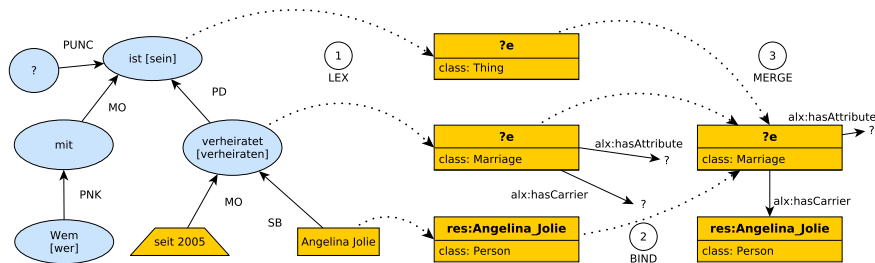 PUNC
?
ist [sein]
MO
PD
mit
verheiratet
[verheiraten]
PNK
MO
SB
Wem
[wer]
seit 2005
Angelina Jolie
1
LEX
?e
class: Thing
?e
class: Marriage
alx:hasAttribute
?
alx:hasCarrier
?
res:Angelina_Jolie
class: Person
2
BIND
3
MERGE
?e
class: Marriage
alx:hasAttribute
?
alx:hasCarrier
res:Angelina_Jolie
class: Person